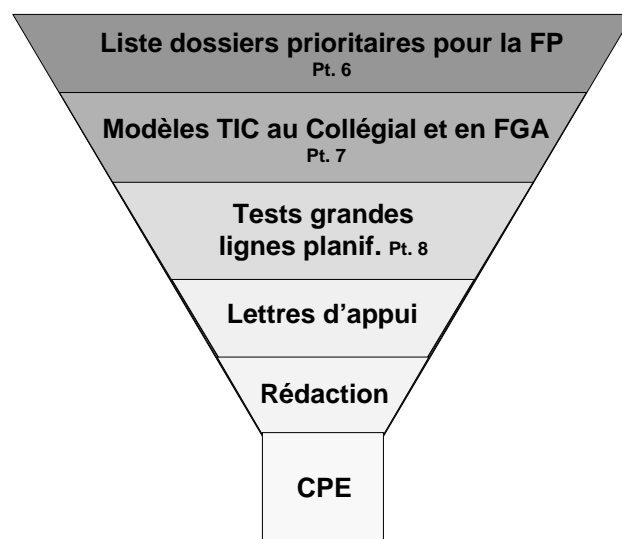 Liste dossiers prioritaires pour la FP
Pt. 6
Modèles TIC au Collégial et en FGA
Pt. 7
Tests grandes
lignes planif. Pt. 8
Lettres d'appui
Rédaction
CPE